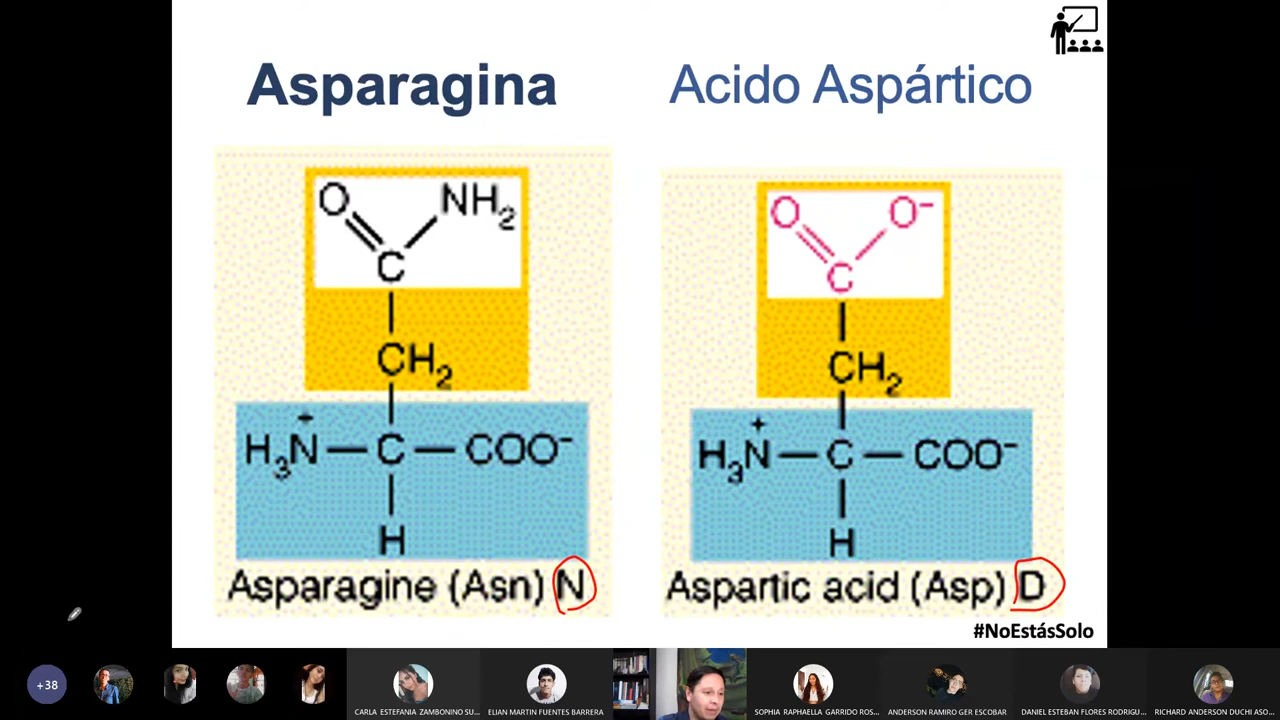 Asparagina
Acido Aspártico
O NH2
C
CH2
+
H3N—C—COO−
H
Asparagine (Asn) N
O O−
C
CH2
+
H3N—C—COO−
H
Aspartic acid (Asp) D
#NoEstásSolo
+38
CARLA ESTEFANIA ZAMBONINO SU...
ELIAN MARTIN FUENTES BARRERA
SOPHIA RAPHAELLA GARRIDO ROS...
ANDERSON RAMIRO GER ESCOBAR
DANIEL ESTEBAN FLORES RODRIGU...
RICHARD ANDERSON DUCHI ASO...